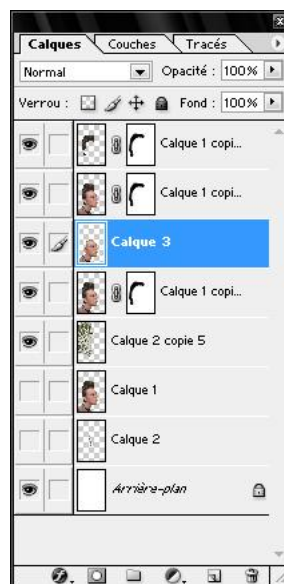 Calques Couches Tracés
Normal Opacité : 100%
Verrou : Fond : 100%
Calque 1 copi...
Calque 1 copi...
Calque 3
Calque 1 copi...
Calque 2 copie 5
Calque 1
Calque 2
Arrière-plan